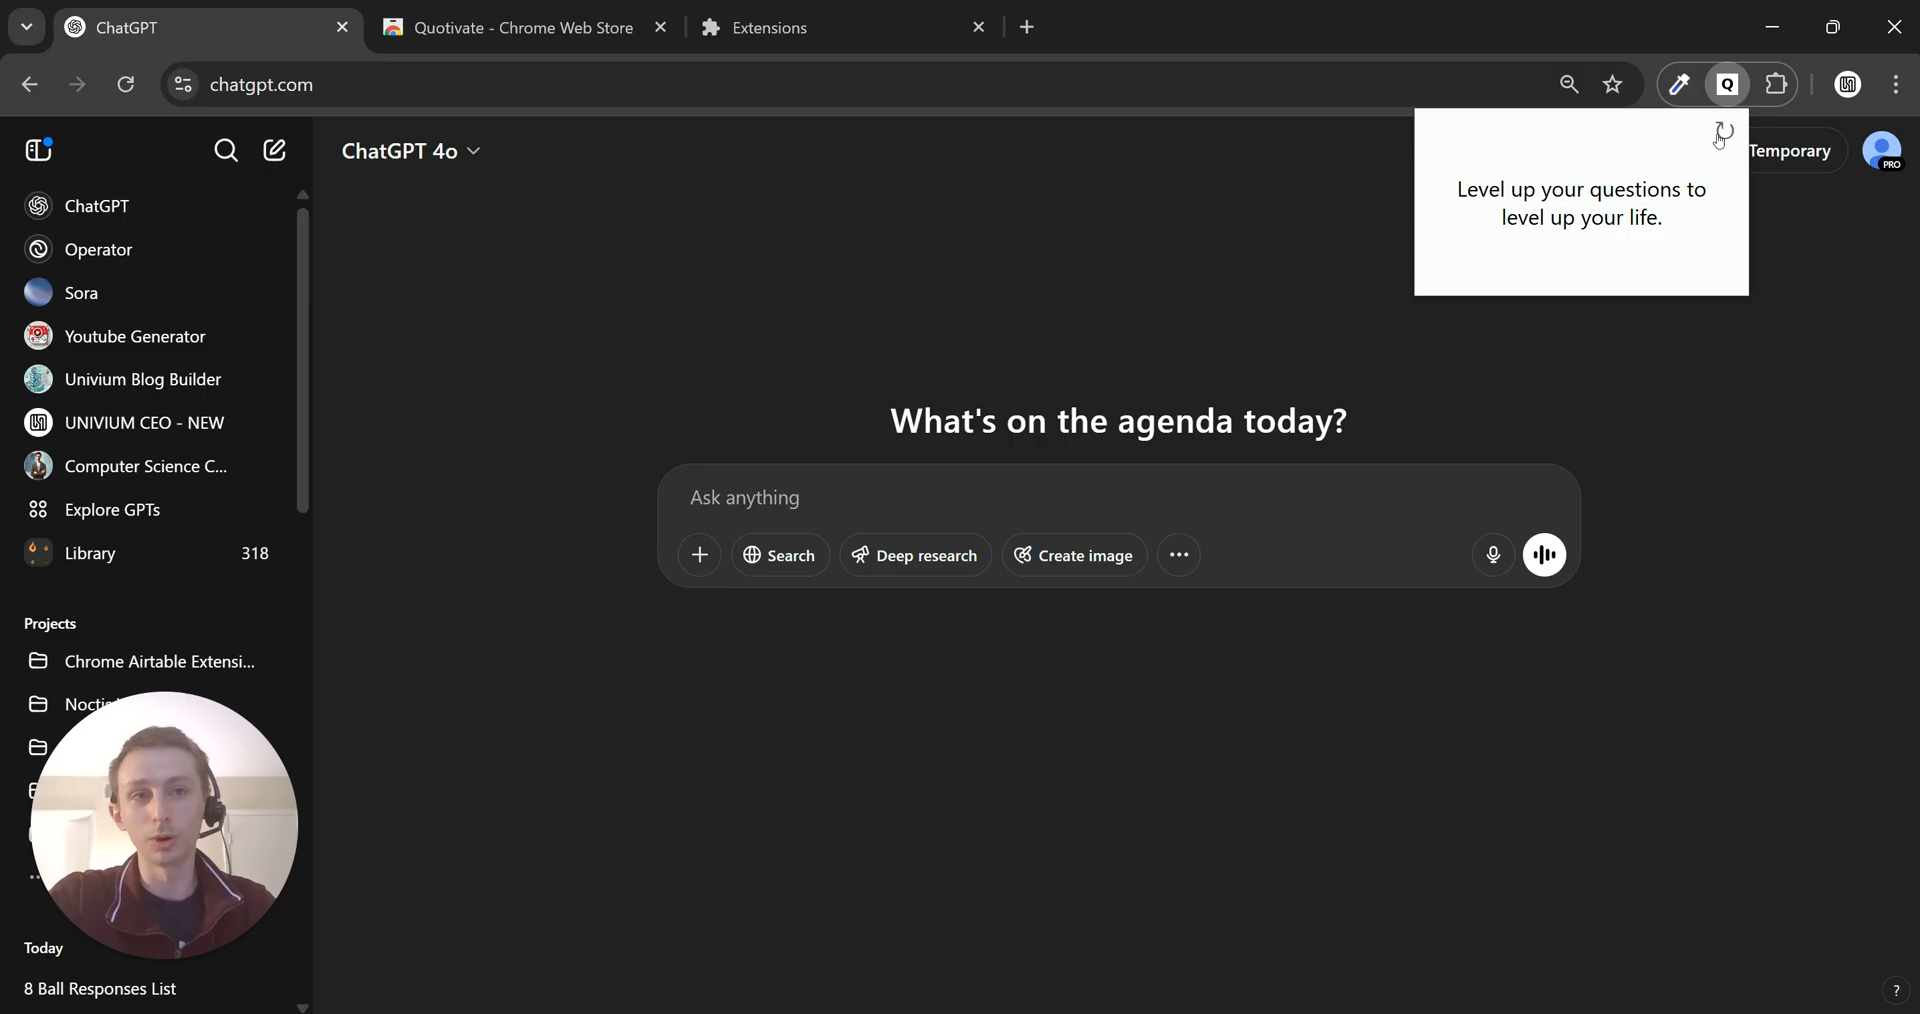 ChatGPT
Quotivate - Chrome Web Store
Extensions
chatgpt.com
Q
Level up your questions to
level up your life.
Temporary
PRO
ChatGPT 4o
ChatGPT
Operator
Sora
Youtube Generator
Univium Blog Builder
UNIVIUM CEO - NEW
Computer Science C...
Explore GPTs
Library 318
Projects
Chrome Airtable Extensi...
Today
8 Ball Responses List
What's on the agenda today?
Ask anything
Search
Deep research
Create image
?